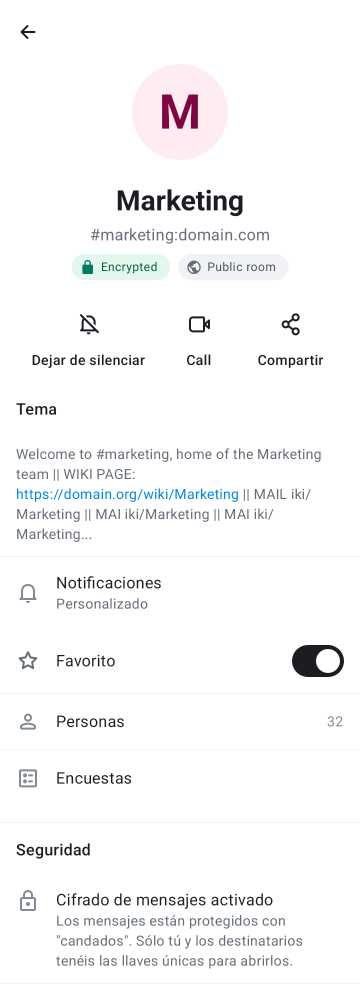 M
Marketing
#marketing:domain.com
Encrypted
Public room
Dejar de silenciar
Call
Compartir
Tema
Welcome to #marketing, home of the Marketing
team || WIKI PAGE:
https://domain.org/wiki/Marketing || MAIL iki/
Marketing || MAI iki/Marketing || MAI iki/
Marketing...
Notificaciones
Personalizado
Favorito
Personas 32
Encuestas
Seguridad
Cifrado de mensajes activado
Los mensajes están protegidos con
"candados". Sólo tú y los destinatarios
tenéis las llaves únicas para abrirlos.